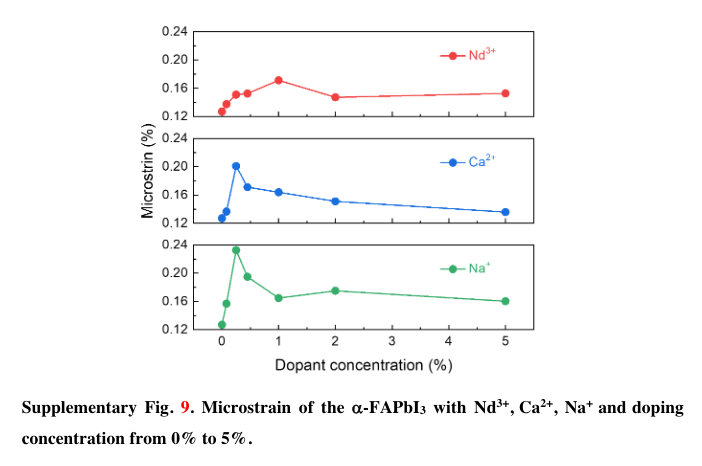 0.24
0.20
0.16
0.12
Nd³⁺
0.24
0.20
0.16
0.12
Ca²⁺
0.24
0.20
0.16
0.12
Na⁺
Microstrin (%)
0 1 2 3 4 5
Dopant concentration (%)
Supplementary Fig. 9. Microstrain of the α-FAPbI₃ with Nd³⁺, Ca²⁺, Na⁺ and doping
concentration from 0% to 5%.